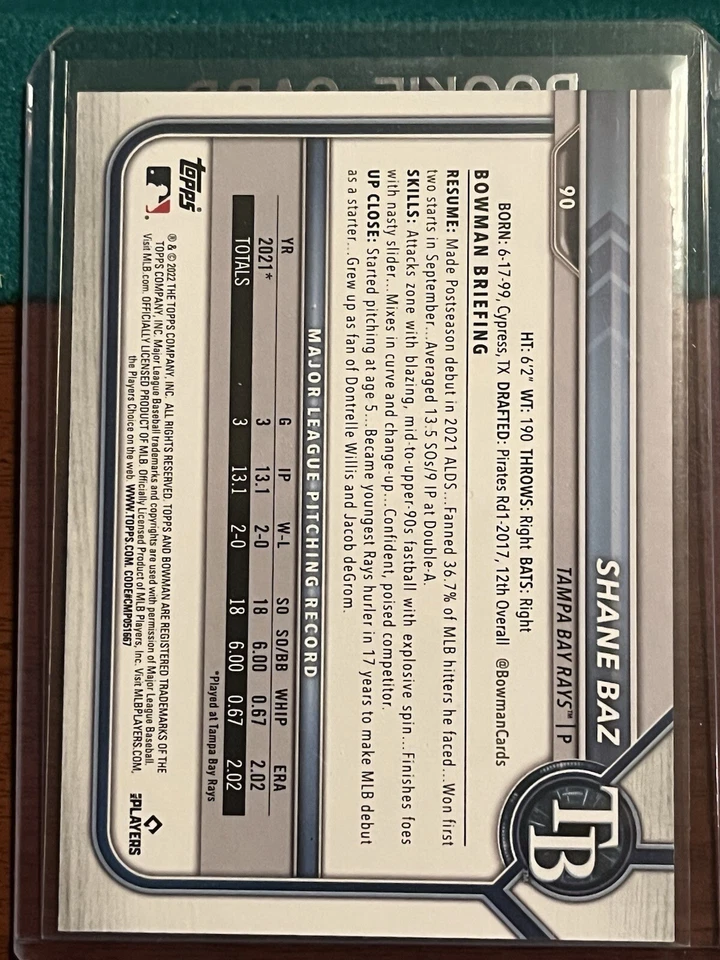 ROOKIE CARD
90
SHANE BAZ
TAMPA BAY RAYS™ | P
TB
HT: 6'2" WT: 190 THROWS: Right BATS: Right
BORN: 6-17-99, Cypress, TX DRAFTED: Pirates Rd1-2017, 12th Overall @BowmanCards
BOWMAN BRIEFING
RESUME: Made Postseason debut in 2021 ALDS...Fanned 36.7% of MLB hitters he faced...Won first
two starts in September...Averaged 13.5 SOs/9 IP at Double-A.
SKILLS: Attacks zone with blazing, mid-to-upper-90s fastball with explosive spin...Finishes foes
with nasty slider...Mixes in curve and change-up...Confident, poised competitor.
UP CLOSE: Started pitching at age 5...Became youngest Rays hurler in 17 years to make MLB debut
as a starter...Grew up as fan of Dontrelle Willis and Jacob deGrom.
MAJOR LEAGUE PITCHING RECORD
YR G IP W-L SO SO/BB WHIP ERA
2021* 3 13.1 2-0 18 6.00 0.67 2.02
TOTALS 3 13.1 2-0 18 6.00 0.67 2.02
*Played at Tampa Bay Rays
topps
® & © 2022 THE TOPPS COMPANY, INC. ALL RIGHTS RESERVED. TOPPS AND BOWMAN ARE REGISTERED TRADEMARKS OF THE
TOPPS COMPANY, INC. Major League Baseball trademarks and copyrights are used with permission of Major League Baseball.
Visit MLB.com. OFFICIALLY LICENSED PRODUCT OF MLB. Officially Licensed Product of MLB Players, Inc. Visit MLBPLAYERS.COM,
the Players Choice on the web. WWW.TOPPS.COM. CODE#CMP051667
MLB PLAYERS